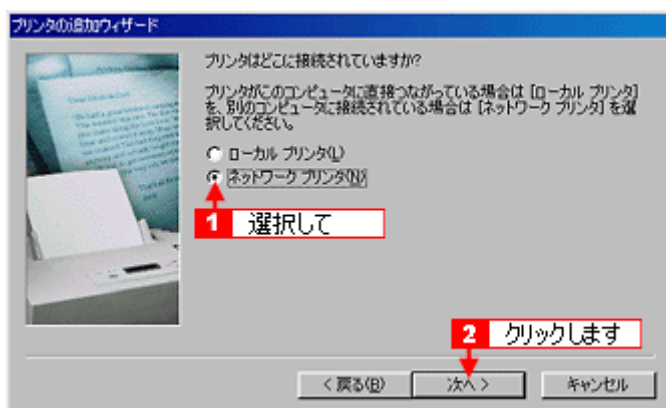 プリンタの追加ウィザード
プリンタはどこに接続されていますか?
プリンタがこのコンピュータに直接つながっている場合は [ローカル プリンタ]
を、別のコンピュータに接続されている場合は [ネットワーク プリンタ] を選
択してください。
ローカル プリンタ(L)
ネットワーク プリンタ(N)
1 選択して
2 クリックします
< 戻る(B)
次へ >
キャンセル